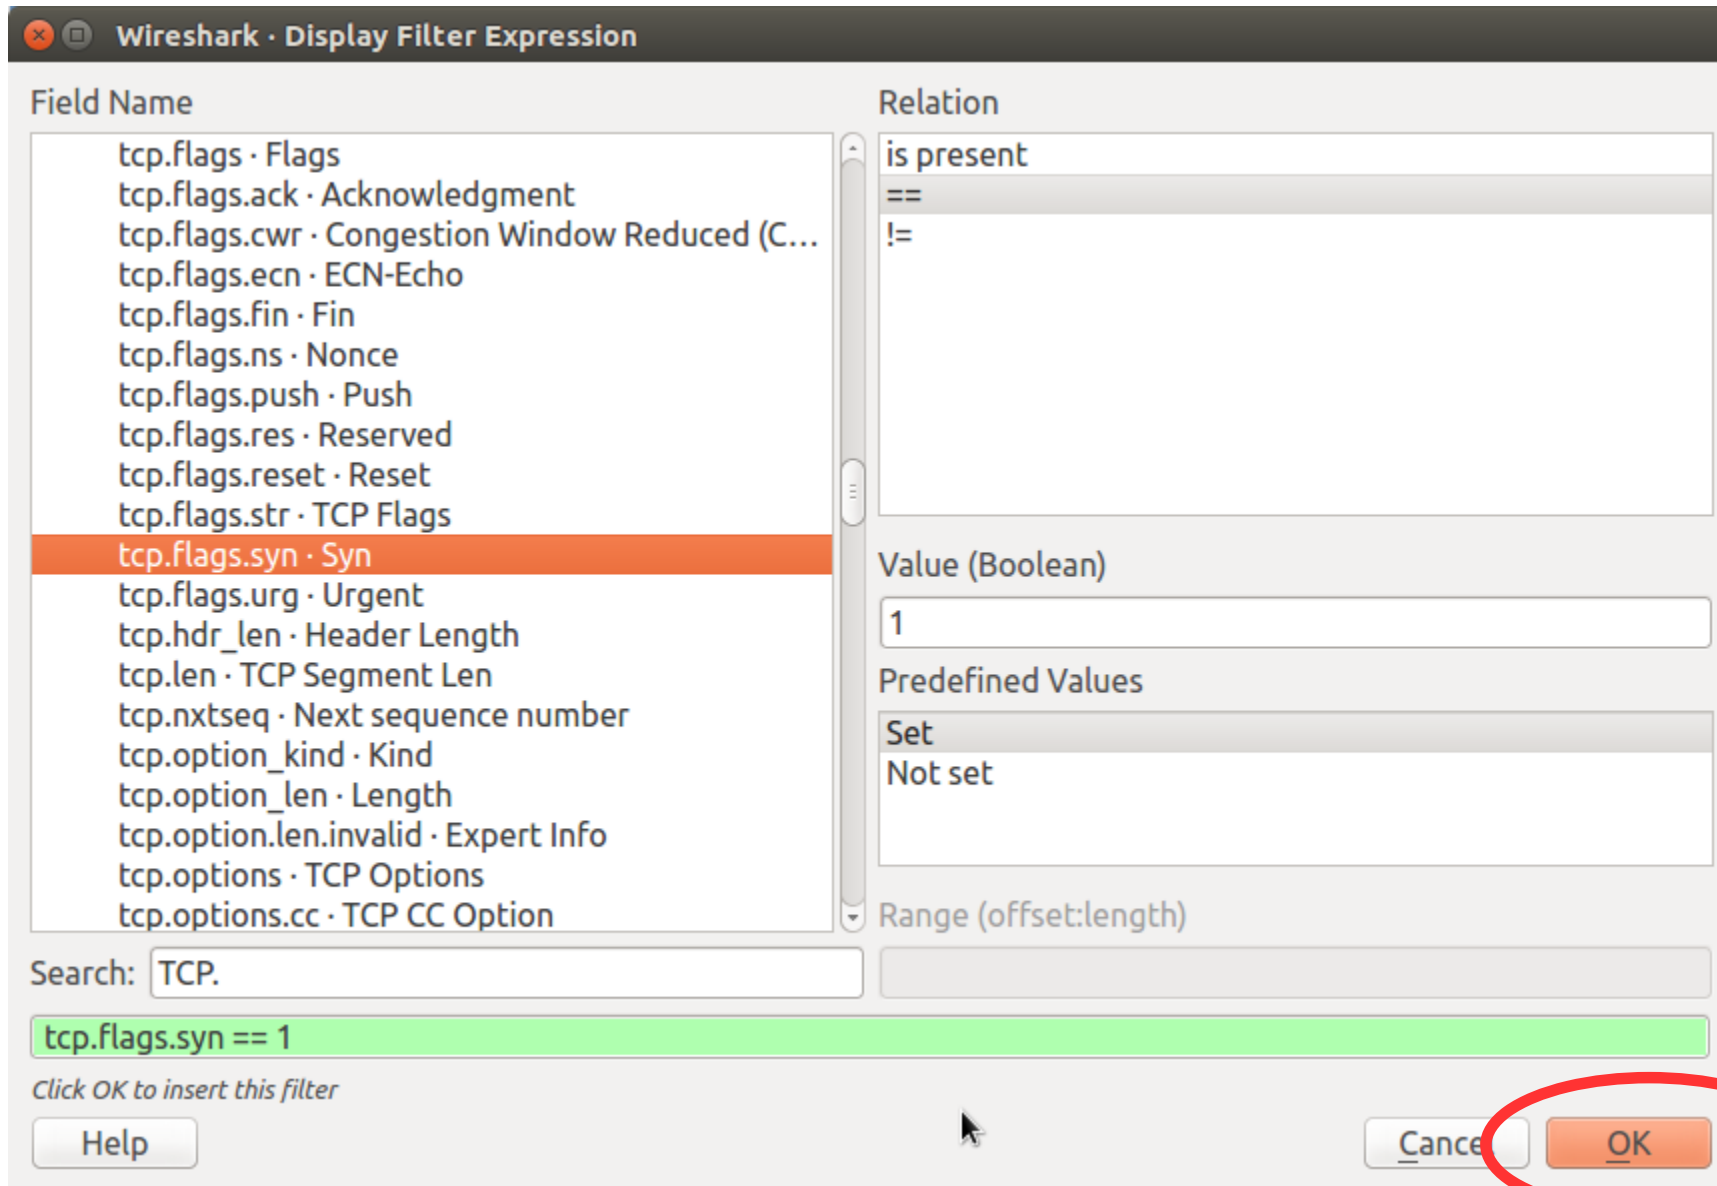 Wireshark · Display Filter Expression
Field Name
tcp.flags · Flags
tcp.flags.ack · Acknowledgment
tcp.flags.cwr · Congestion Window Reduced (C...
tcp.flags.ecn · ECN-Echo
tcp.flags.fin · Fin
tcp.flags.ns · Nonce
tcp.flags.push · Push
tcp.flags.res · Reserved
tcp.flags.reset · Reset
tcp.flags.str · TCP Flags
tcp.flags.syn · Syn
tcp.flags.urg · Urgent
tcp.hdr_len · Header Length
tcp.len · TCP Segment Len
tcp.nxtseq · Next sequence number
tcp.option_kind · Kind
tcp.option_len · Length
tcp.option.len.invalid · Expert Info
tcp.options · TCP Options
tcp.options.cc · TCP CC Option
Search: TCP.
Relation
is present
==
!=
Value (Boolean)
1
Predefined Values
Set
Not set
Range (offset:length)
tcp.flags.syn == 1
Click OK to insert this filter
Help
Cancel
OK